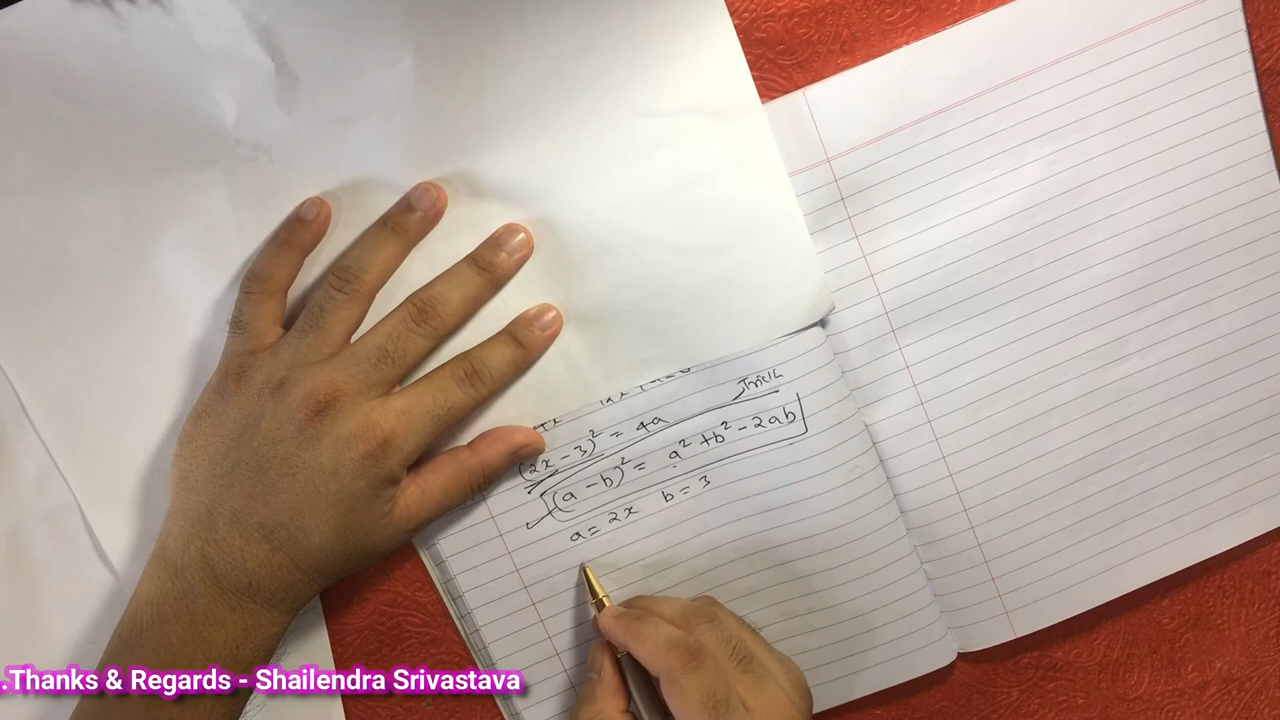 Trick
(2x-3)² = 4a
(a-b)² = a²+b²-2ab
a = 2x b = 3
.Thanks & Regards - Shailendra Srivastava